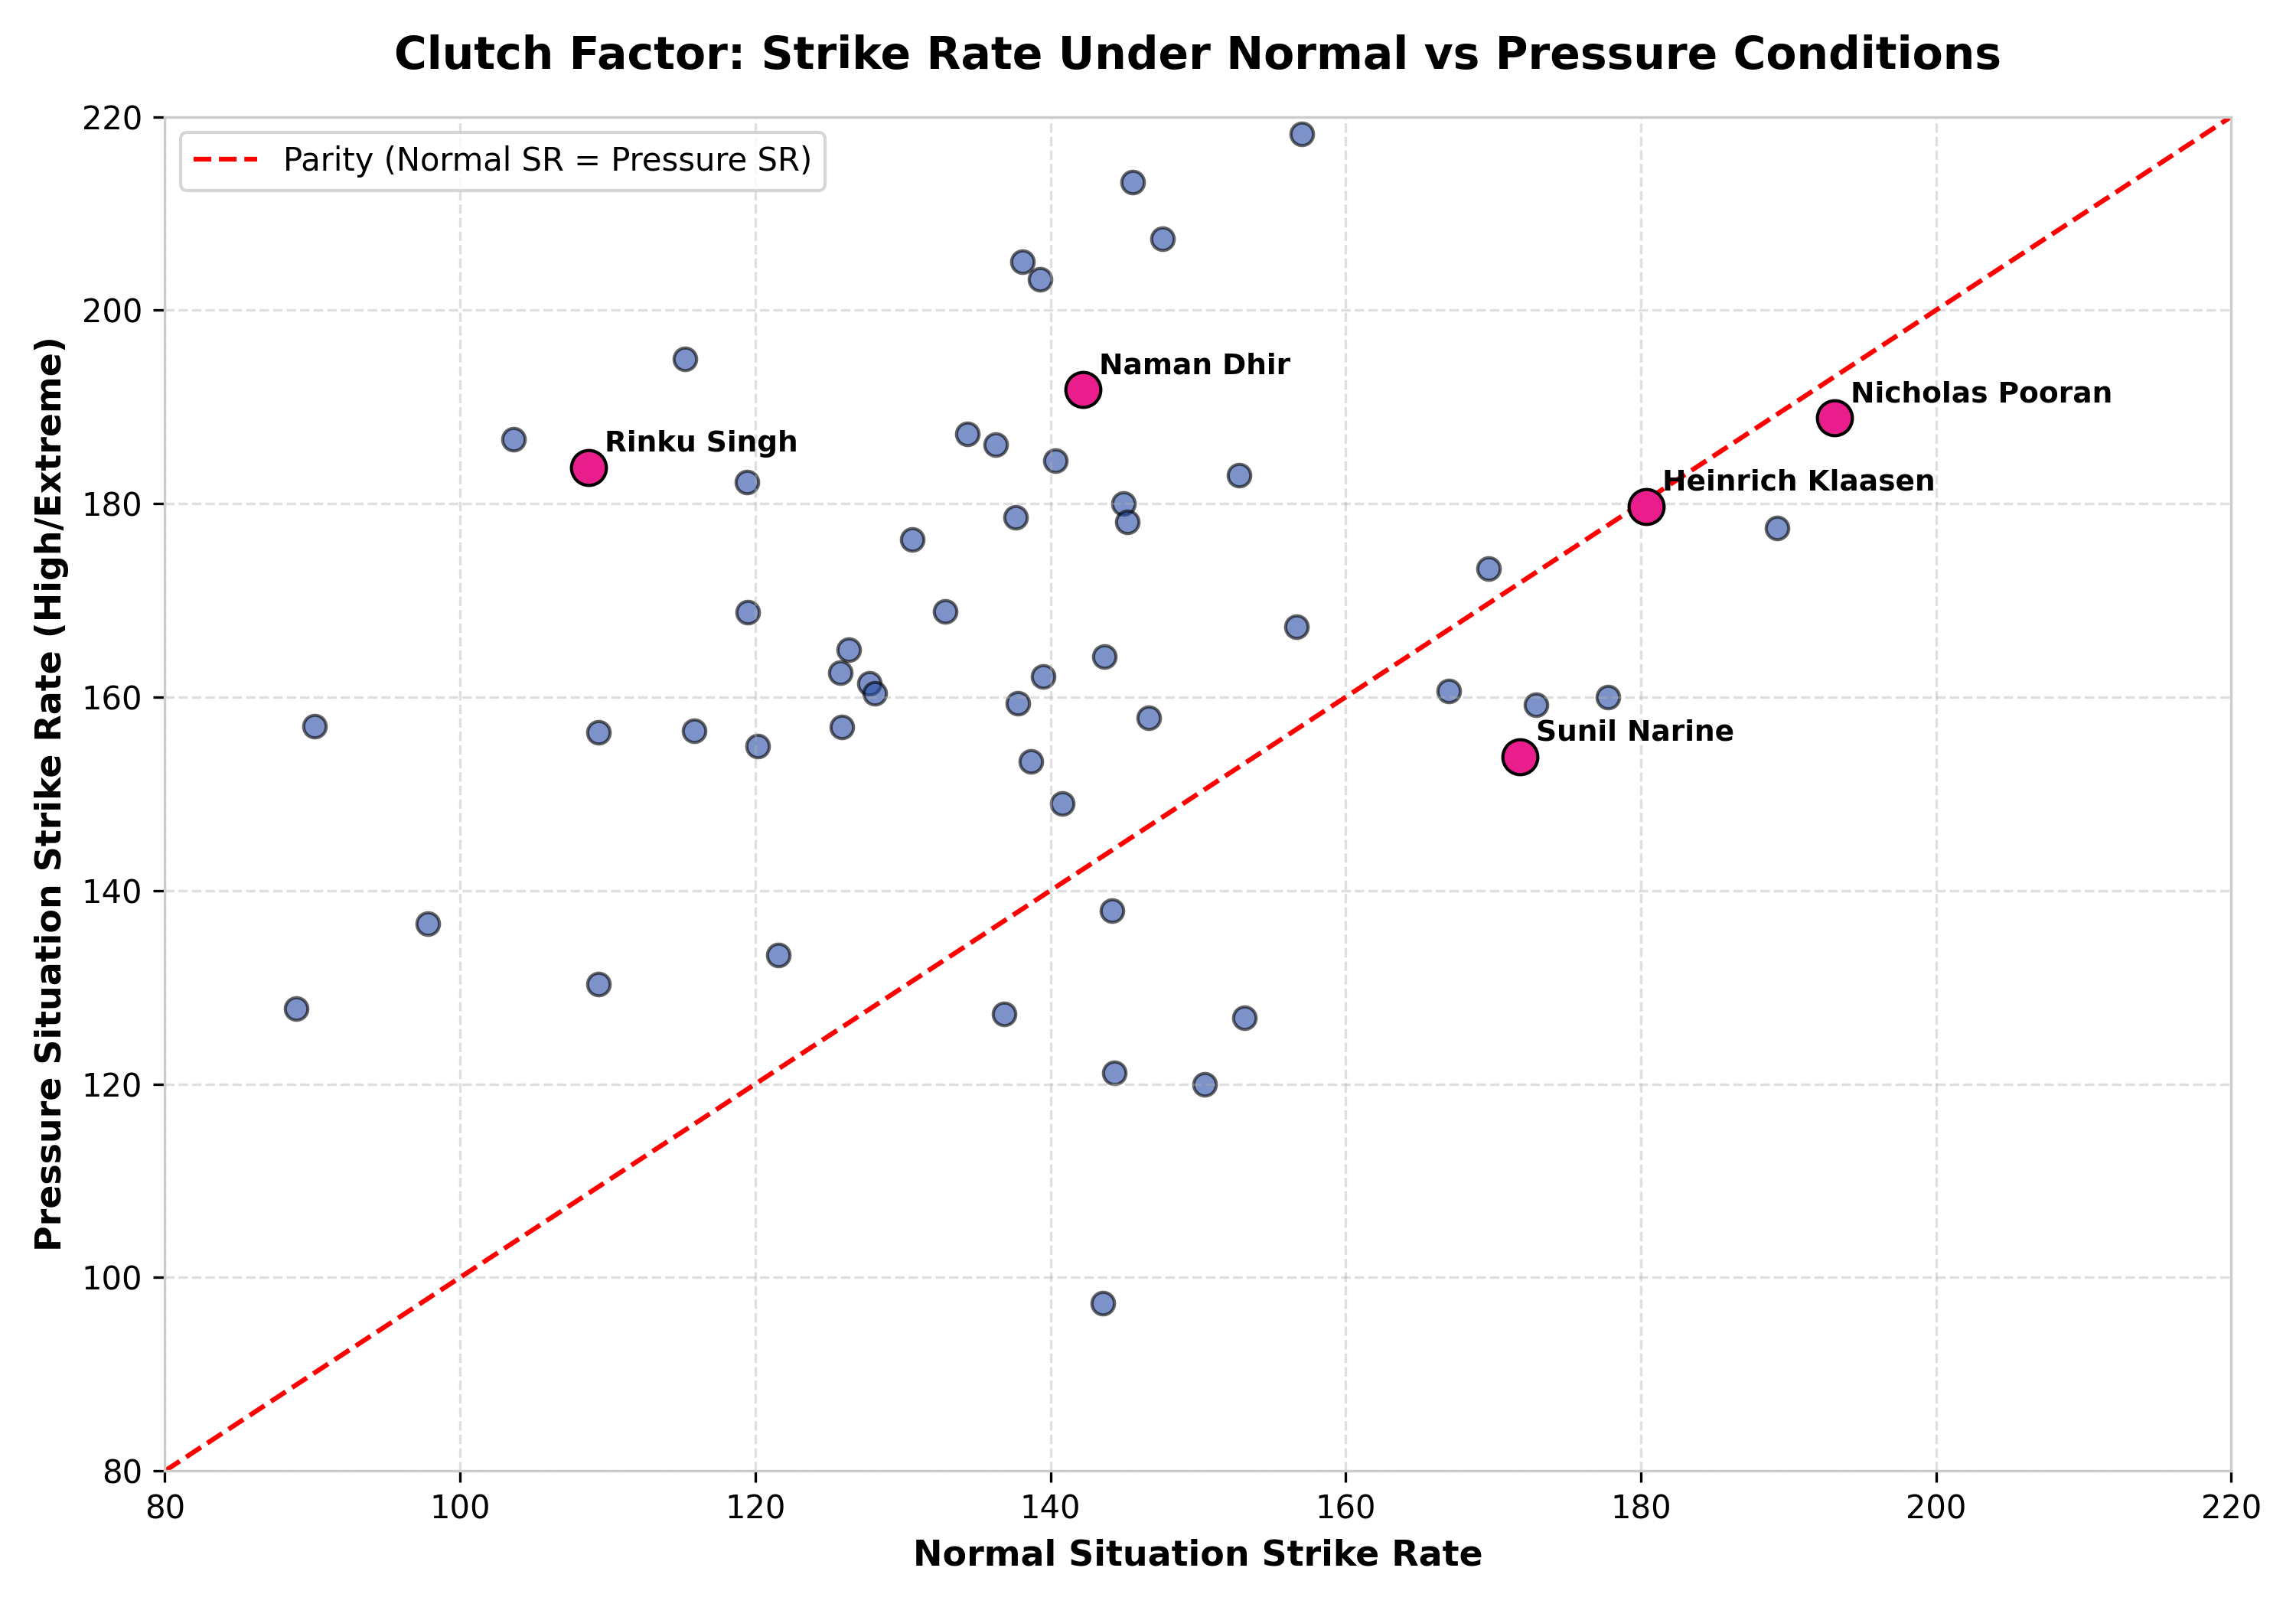 Clutch Factor: Strike Rate Under Normal vs Pressure Conditions
Parity (Normal SR = Pressure SR)
Pressure Situation Strike Rate (High/Extreme)
220
200
180
160
140
120
100
80
Naman Dhir
Nicholas Pooran
Rinku Singh
Heinrich Klaasen
Sunil Narine
80 100 120 140 160 180 200 220
Normal Situation Strike Rate